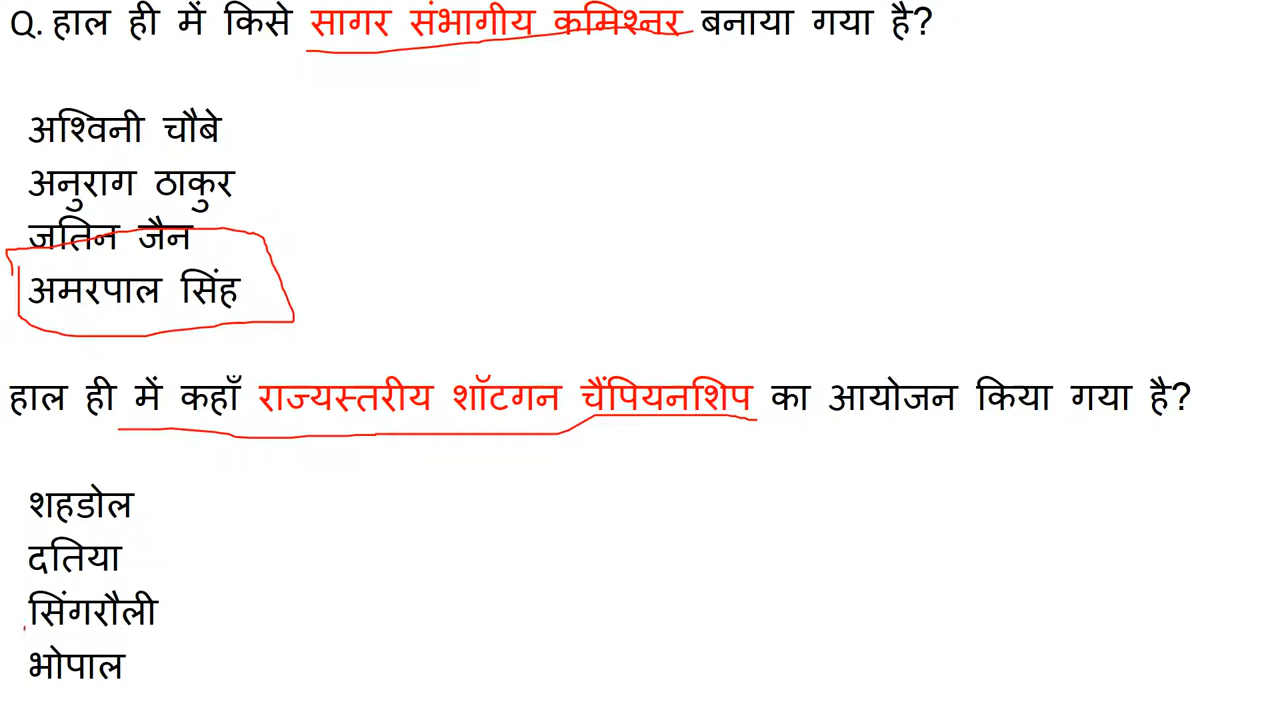 Q. हाल ही में किसे सागर संभागीय कमिश्नर बनाया गया है?
अश्विनी चौबे
अनुराग ठाकुर
जतिन जैन
अमरपाल सिंह
हाल ही में कहाँ राज्यस्तरीय शॉटगन चैंपियनशिप का आयोजन किया गया है?
शहडोल
दतिया
सिंगरौली
भोपाल